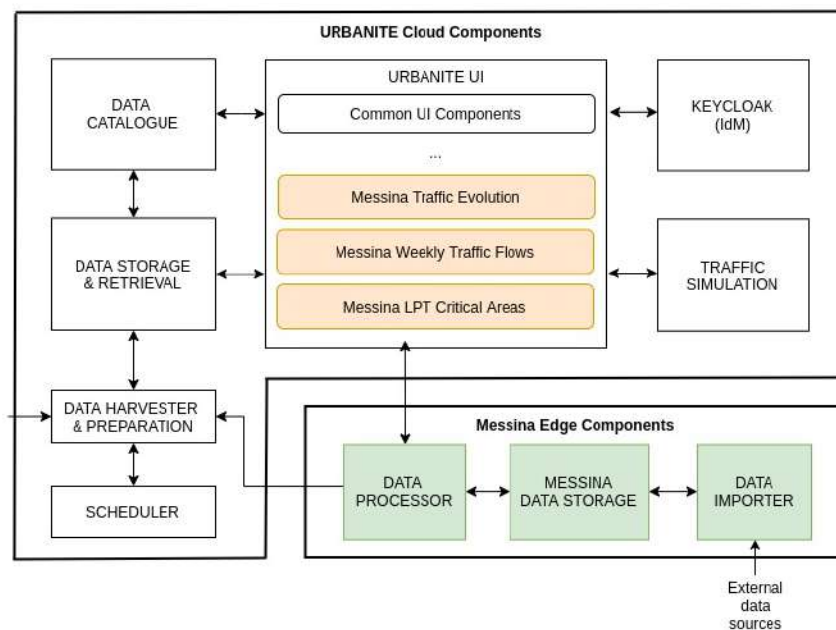 URBANITE Cloud Components
DATA
CATALOGUE
URBANITE UI
Common UI Components
...
Messina Traffic Evolution
Messina Weekly Traffic Flows
Messina LPT Critical Areas
KEYCLOAK
(IdM)
DATA STORAGE
& RETRIEVAL
TRAFFIC
SIMULATION
DATA HARVESTER
& PREPARATION
SCHEDULER
Messina Edge Components
DATA
PROCESSOR
MESSINA
DATA STORAGE
DATA
IMPORTER
External
data
sources